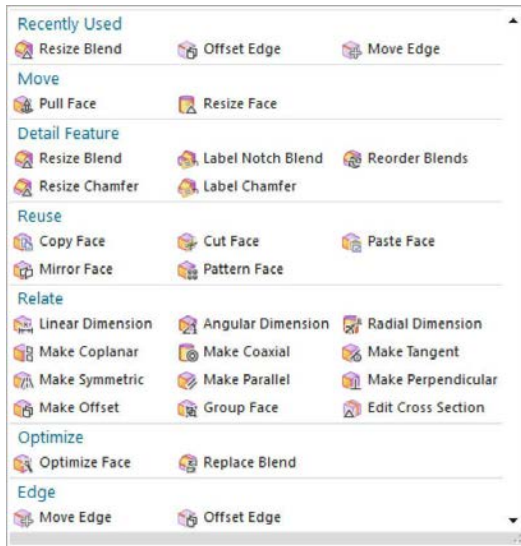 Recently Used
Resize Blend Offset Edge Move Edge
Move
Pull Face Resize Face
Detail Feature
Resize Blend Label Notch Blend Reorder Blends
Resize Chamfer Label Chamfer
Reuse
Copy Face Cut Face Paste Face
Mirror Face Pattern Face
Relate
Linear Dimension Angular Dimension Radial Dimension
Make Coplanar Make Coaxial Make Tangent
Make Symmetric Make Parallel Make Perpendicular
Make Offset Group Face Edit Cross Section
Optimize
Optimize Face Replace Blend
Edge
Move Edge Offset Edge